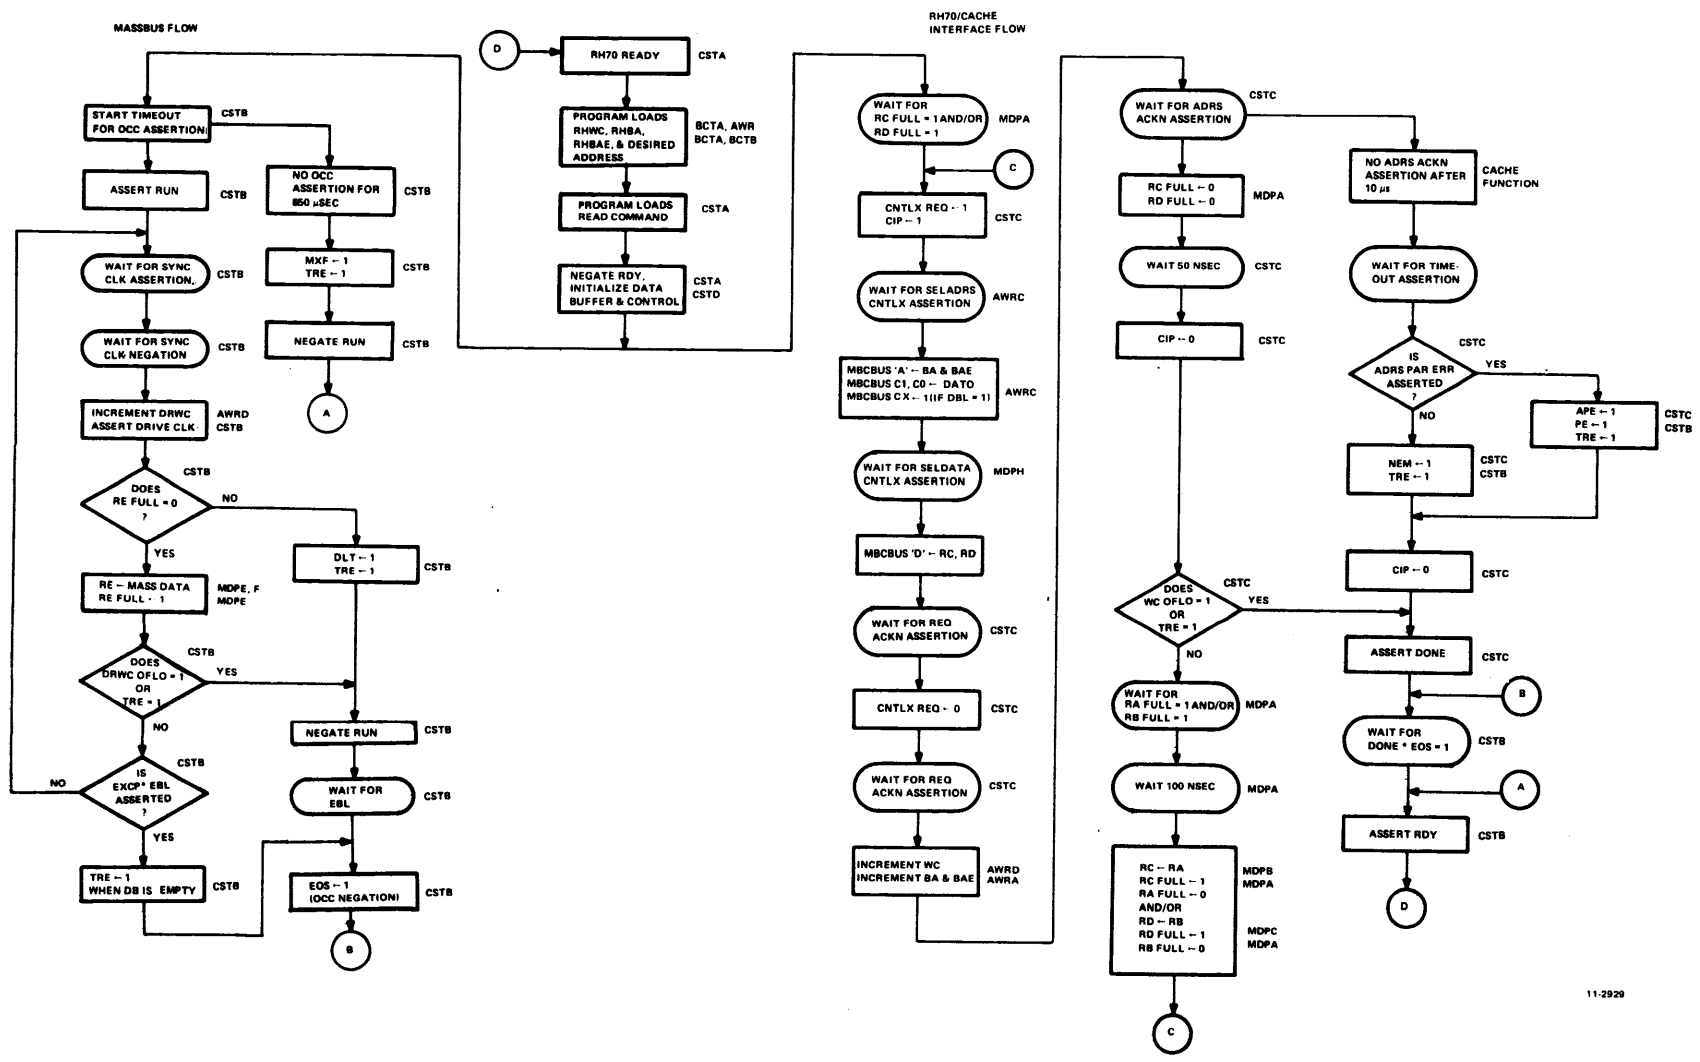 MASSBUS FLOW
START TIMEOUT
FOR OCC ASSERTION
CSTB
ASSERT RUN
CSTB
WAIT FOR SYNC
CLK ASSERTION.
CSTB
WAIT FOR SYNC
CLK NEGATION
CSTB
INCREMENT DRWC
ASSERT DRIVE CLK
AWRD
CSTB
CSTB
DOES
RE FULL = 0
?
NO
YES
RE ← MASS DATA
RE FULL - 1
MDPE, F
MDPE
CSTB
DOES
DRWC OFLO = 1
OR
TRE = 1
YES
NO
CSTB
IS
EXCP* EBL
ASSERTED
?
NO
YES
TRE ← 1
WHEN DB IS EMPTY
CSTB
NO OCC
ASSERTION FOR
650 µSEC
CSTB
MXF ← 1
TRE ← 1
CSTB
NEGATE RUN
CSTB
A
DLT ← 1
TRE ← 1
CSTB
NEGATE RUN
CSTB
WAIT FOR
EBL
CSTB
EOS ← 1
(OCC NEGATION)
CSTB
B
D
RH70 READY
CSTA
PROGRAM LOADS
RHWC, RHBA,
RHBAE, & DESIRED
ADDRESS
BCTA, AWR
BCTA, BCTB
PROGRAM LOADS
READ COMMAND
CSTA
NEGATE RDY,
INITIALIZE DATA
BUFFER & CONTROL
CSTA
CSTD
RH70/CACHE
INTERFACE FLOW
WAIT FOR
RC FULL = 1 AND/OR
RD FULL = 1
MDPA
C
CNTLX REQ ← 1
CIP ← 1
CSTC
WAIT FOR SELADRS
CNTLX ASSERTION
AWRC
MBCBUS 'A' ← BA & BAE
MBCBUS C1, C0 ← DATO
MBCBUS CX ← 1 (IF DBL = 1)
AWRC
WAIT FOR SELDATA
CNTLX ASSERTION
MDPH
MBCBUS 'D' ← RC, RD
WAIT FOR REQ
ACKN ASSERTION
CSTC
CNTLX REQ ← 0
CSTC
WAIT FOR REQ
ACKN ASSERTION
CSTC
INCREMENT WC
INCREMENT BA & BAE
AWRD
AWRA
WAIT FOR ADRS
ACKN ASSERTION
CSTC
RC FULL ← 0
RD FULL ← 0
MDPA
WAIT 50 NSEC
CSTC
CIP ← 0
CSTC
CSTC
DOES
WC OFLO = 1
OR
TRE = 1
YES
NO
WAIT FOR
RA FULL = 1 AND/OR
RB FULL = 1
MDPA
WAIT 100 NSEC
MDPA
RC ← RA
RC FULL ← 1
RA FULL ← 0
AND/OR
RD ← RB
RD FULL ← 1
RB FULL ← 0
MDPB
MDPA
MDPC
MDPA
C
NO ADRS ACKN
ASSERTION AFTER
10 µs
CACHE
FUNCTION
WAIT FOR TIME-
OUT ASSERTION
CSTC
IS
ADRS PAR ERR
ASSERTED
?
YES
NO
APE ← 1
PE ← 1
TRE ← 1
CSTC
CSTB
NEM ← 1
TRE ← 1
CSTC
CSTB
CIP ← 0
CSTC
ASSERT DONE
CSTC
B
WAIT FOR
DONE * EOS = 1
CSTB
A
ASSERT RDY
CSTB
D
11-2929